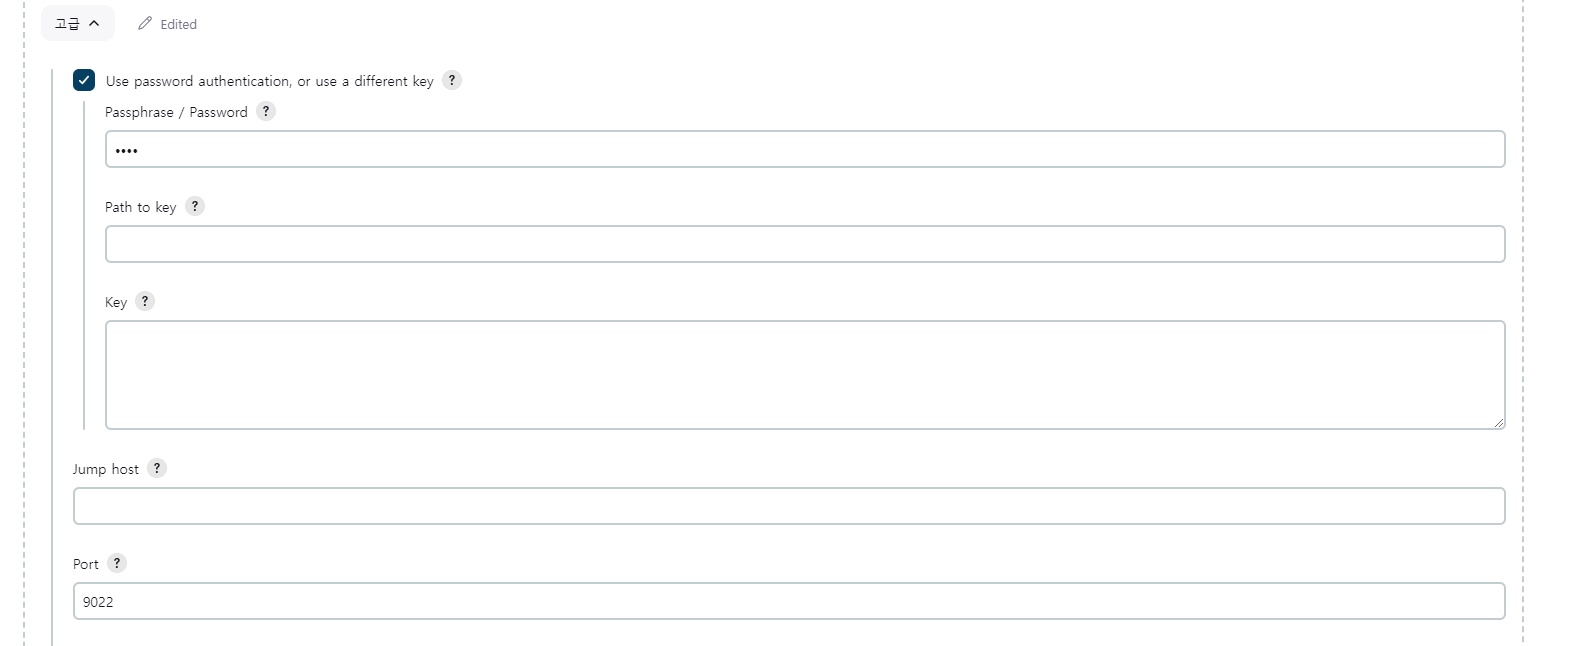 고급
Edited
Use password authentication, or use a different key ?
Passphrase / Password ?
••••
Path to key ?
Key ?
Jump host ?
Port ?
9022